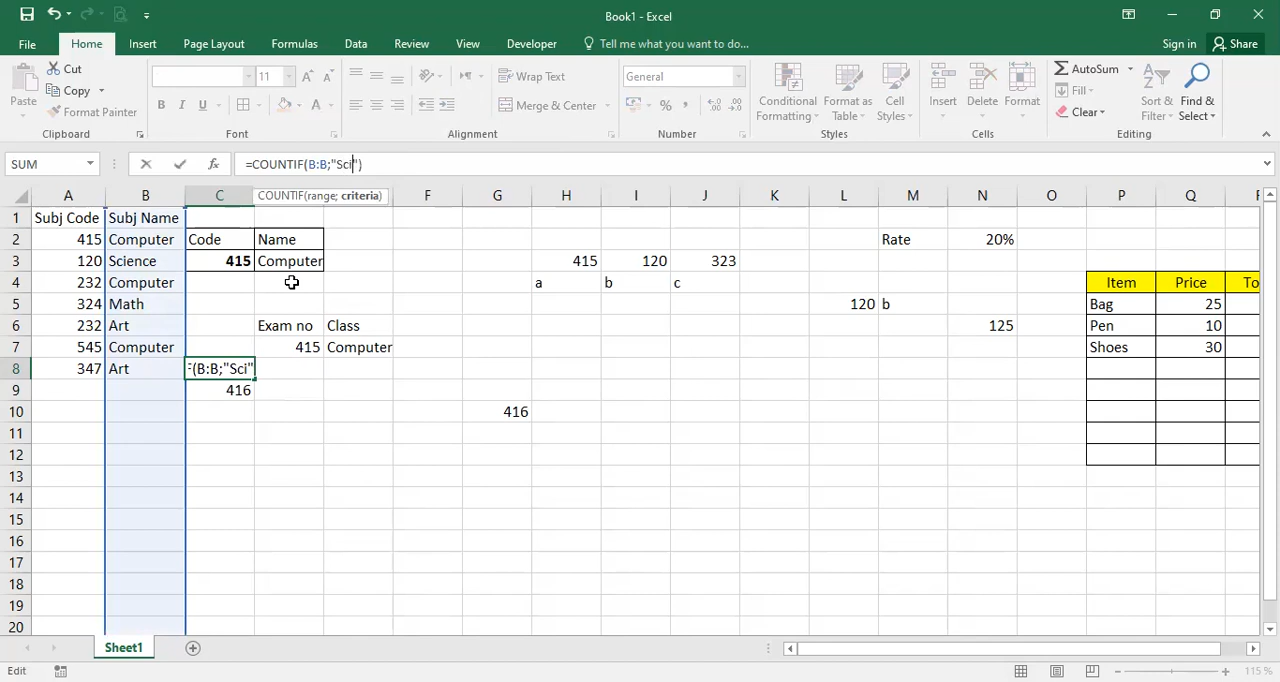 Book1 - Excel
File Home Insert Page Layout Formulas Data Review View Developer Tell me what you want to do... Sign in Share
Paste Cut Copy Format Painter
11
Wrap Text Merge & Center
General
Conditional Formatting Format as Table Cell Styles
Insert Delete Format
AutoSum Fill Clear Sort & Filter Find & Select
Clipboard Font Alignment Number Styles Cells Editing
SUM =COUNTIF(B:B;"Sci")
COUNTIF(range; criteria)
A B C F G H I J K L M N O P Q R
1 Subj Code Subj Name
2 415 Computer Code Name Rate 20%
3 120 Science 415 Computer 415 120 323
4 232 Computer a b c Item Price To
5 324 Math 120 b Bag 25
6 232 Art Exam no Class 125 Pen 10
7 545 Computer 415 Computer Shoes 30
8 347 Art =(B:B;"Sci"
9 416
10 416
11
12
13
14
15
16
17
18
19
20
Sheet1
Edit 115 %